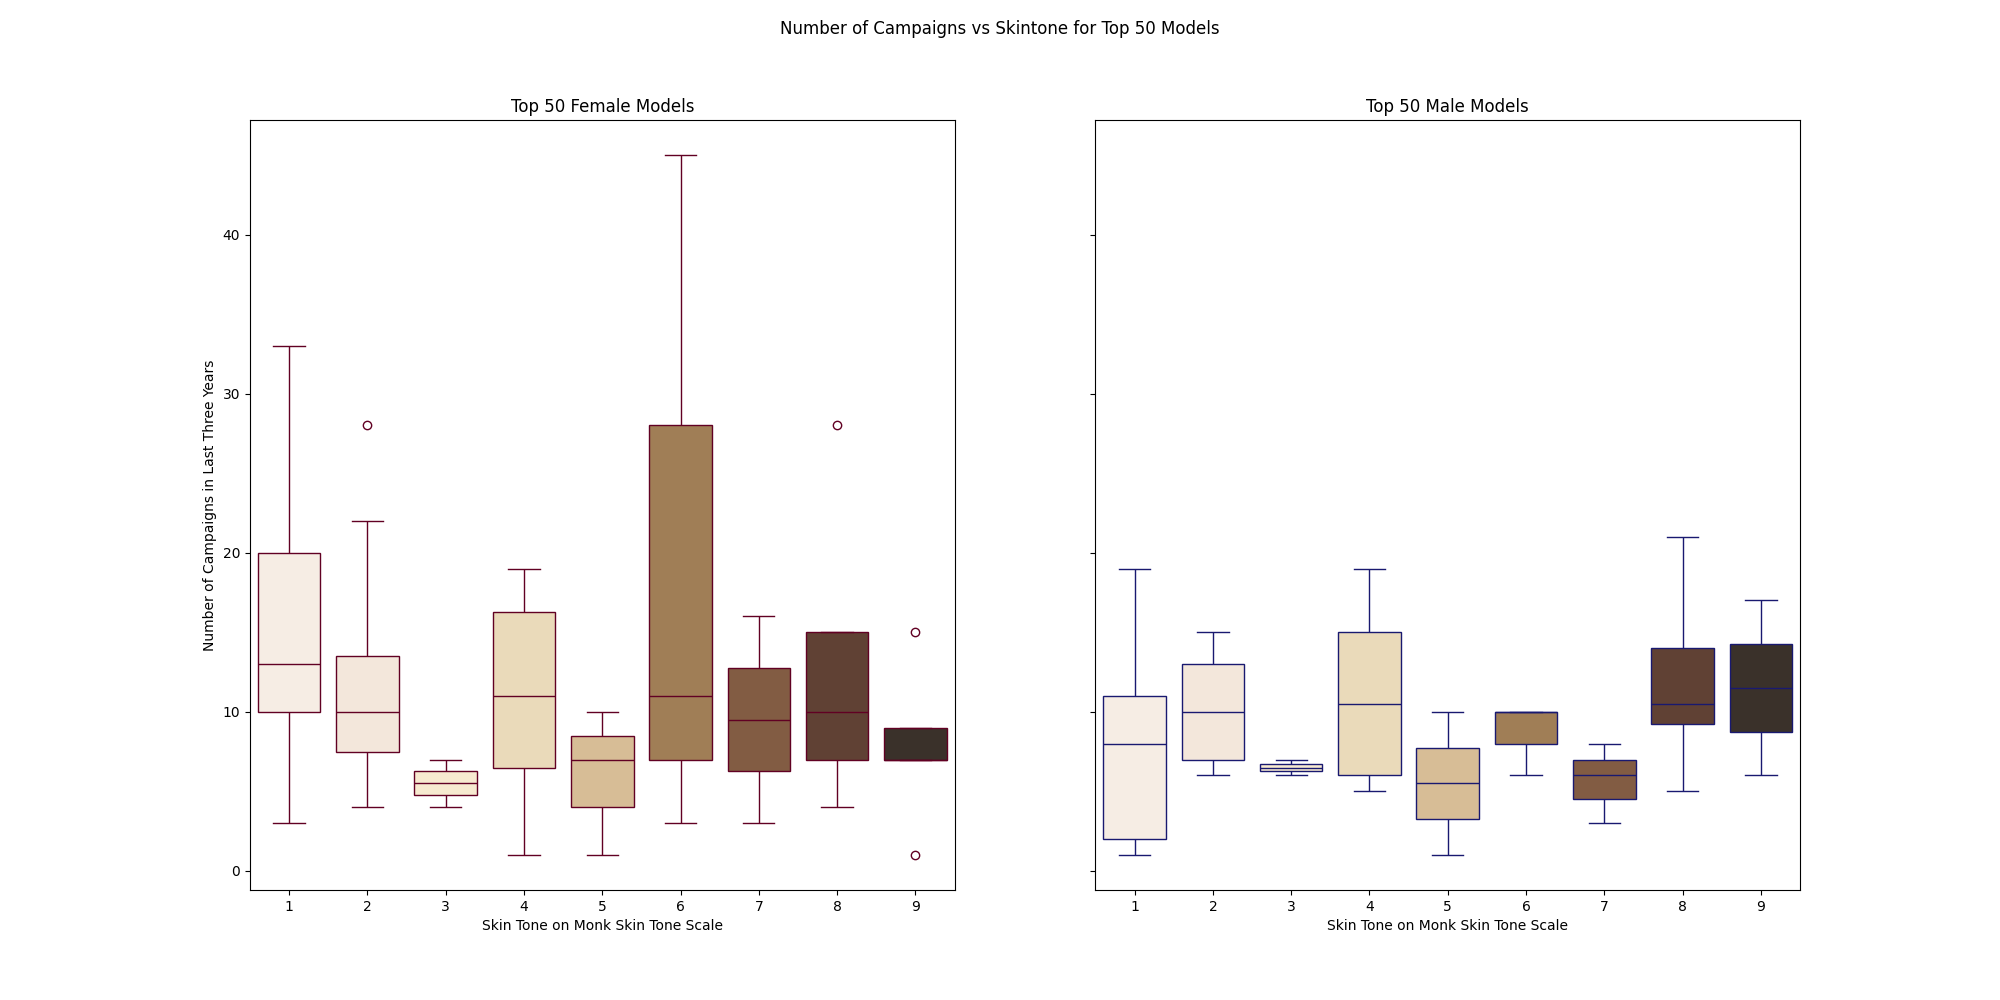 Number of Campaigns vs Skintone for Top 50 Models
Top 50 Female Models
Number of Campaigns in Last Three Years
40
30
20
10
0
1 2 3 4 5 6 7 8 9
Skin Tone on Monk Skin Tone Scale
Top 50 Male Models
1 2 3 4 5 6 7 8 9
Skin Tone on Monk Skin Tone Scale